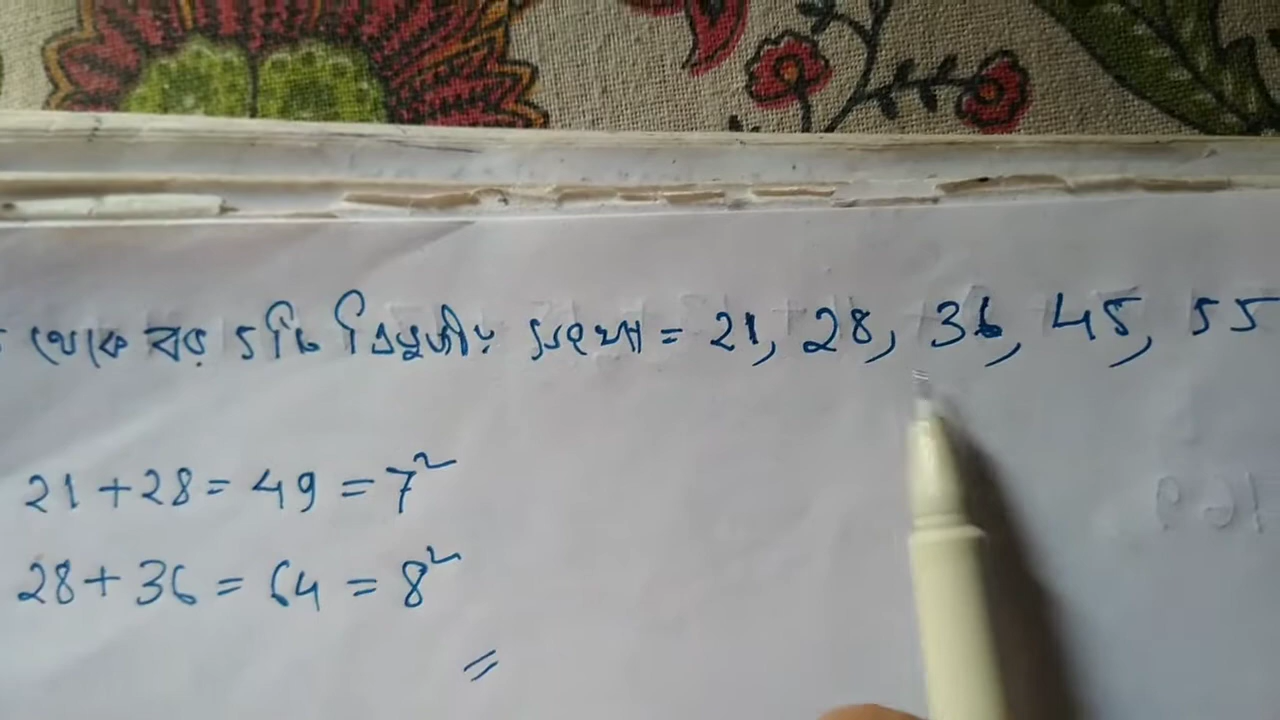 থেকে বড় ৫টি ত্রিভুজীয় সংখ্যা = 21, 28, 36, 45, 55
21 + 28 = 49 = 7²
28 + 36 = 64 = 8²
=